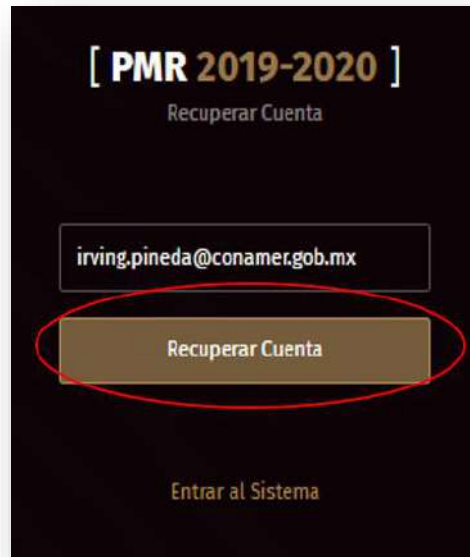 [ PMR 2019-2020 ]
Recuperar Cuenta
irving.pineda@conamer.gob.mx
Recuperar Cuenta
Entrar al Sistema